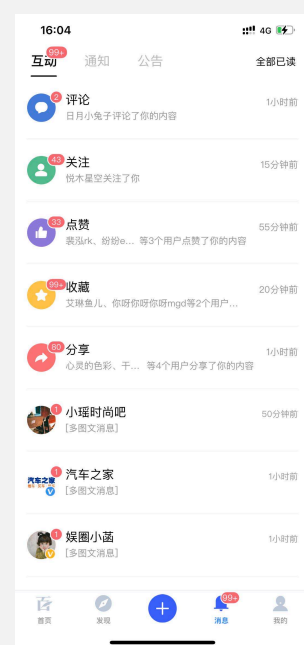 16:04
4G
互动
99+
通知
公告
全部已读
2
评论
1小时前
日月小兔子评论了你的内容
43
关注
15分钟前
悦木星空关注了你
33
点赞
55分钟前
裴泓rk、纷纷e... 等3个用户点赞了你的内容
99+
收藏
20分钟前
艾琳鱼儿、你呀你呀你呀mgd等2个用户...
80
分享
1小时前
心灵的色彩、干... 等4个用户分享了你的内容
1
小瑶时尚吧
50分钟前
[多图文消息]
1
汽车之家
汽车之家
1小时前
[多图文消息]
1
娱圈小菡
1小时前
[多图文消息]
99+
首页
发现
消息
我的